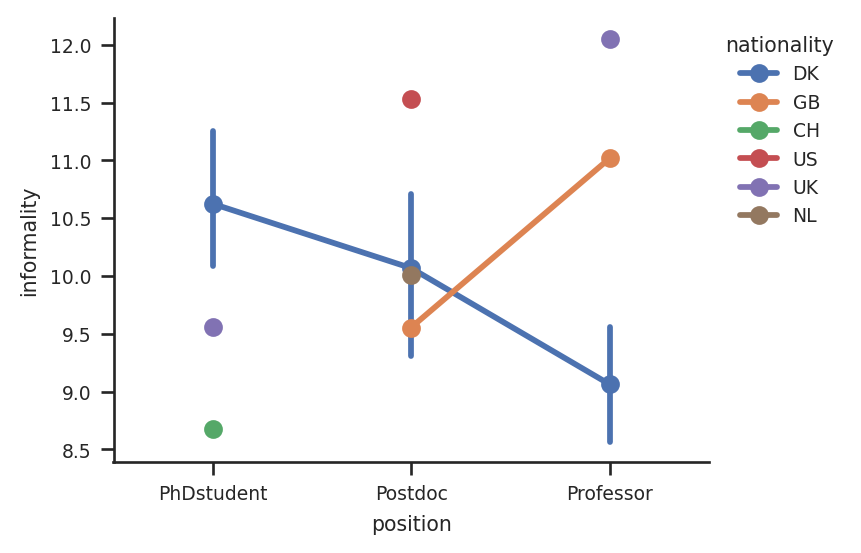 12.0
11.5
11.0
10.5
10.0
9.5
9.0
8.5
informality
PhDstudent Postdoc Professor
position
nationality
DK
GB
CH
US
UK
NL